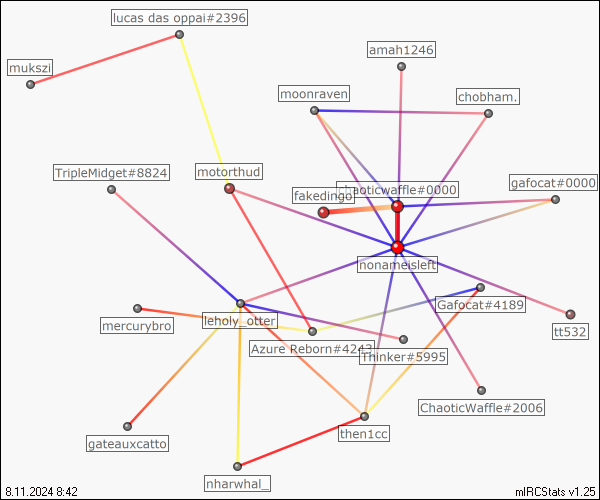 lucas das oppai#2396
amah1246
mukszi
moonraven
chobham.
TripleMidget#8824
motorthud
gafocat#0000
fakedingo
chaoticwaffle#0000
nonameisleft
Gafocat#4189
leholy_otter
mercurybro
tt532
Azure Reborn#4243
Thinker#5995
ChaoticWaffle#2006
then1cc
gateauxcatto
nharwhal_
8.11.2024 8:42
mIRCStats v1.25